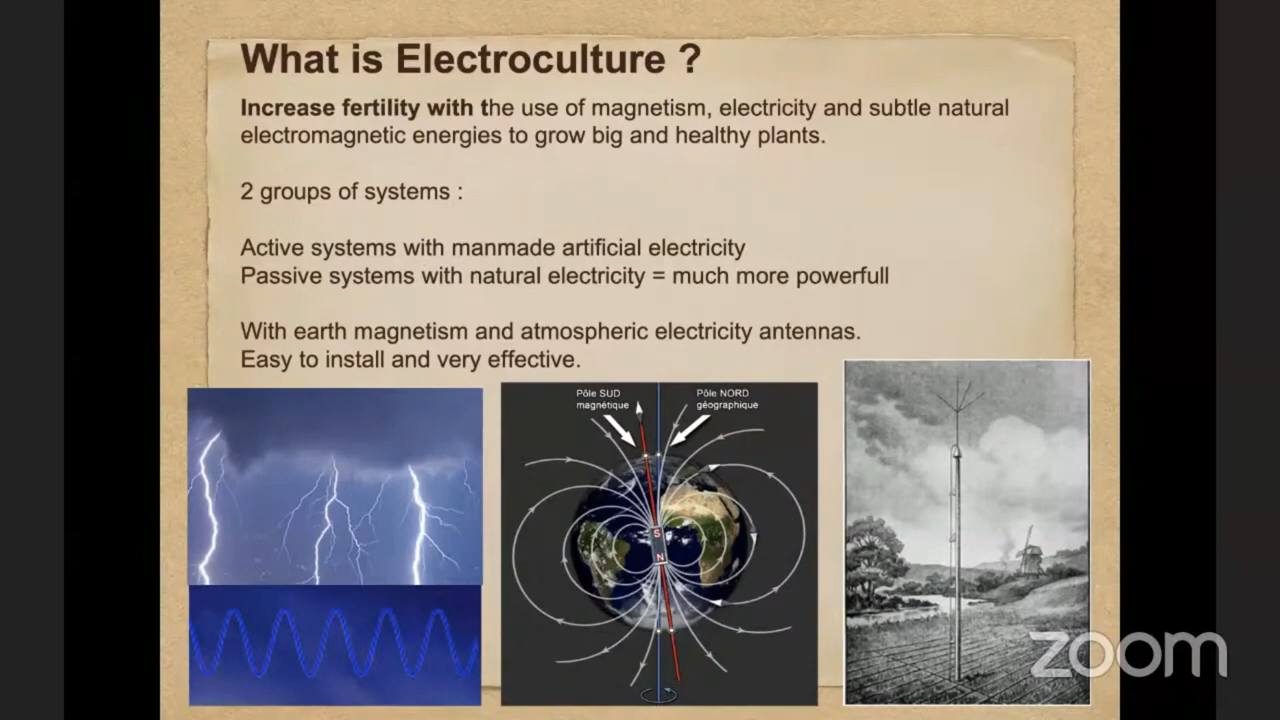 What is Electroculture ?
Increase fertility with the use of magnetism, electricity and subtle natural
electromagnetic energies to grow big and healthy plants.
2 groups of systems :
Active systems with manmade artificial electricity
Passive systems with natural electricity = much more powerfull
With earth magnetism and atmospheric electricity antennas.
Easy to install and very effective.
Pôle SUD
magnétique
Pôle NORD
géographique
S
N
zoom